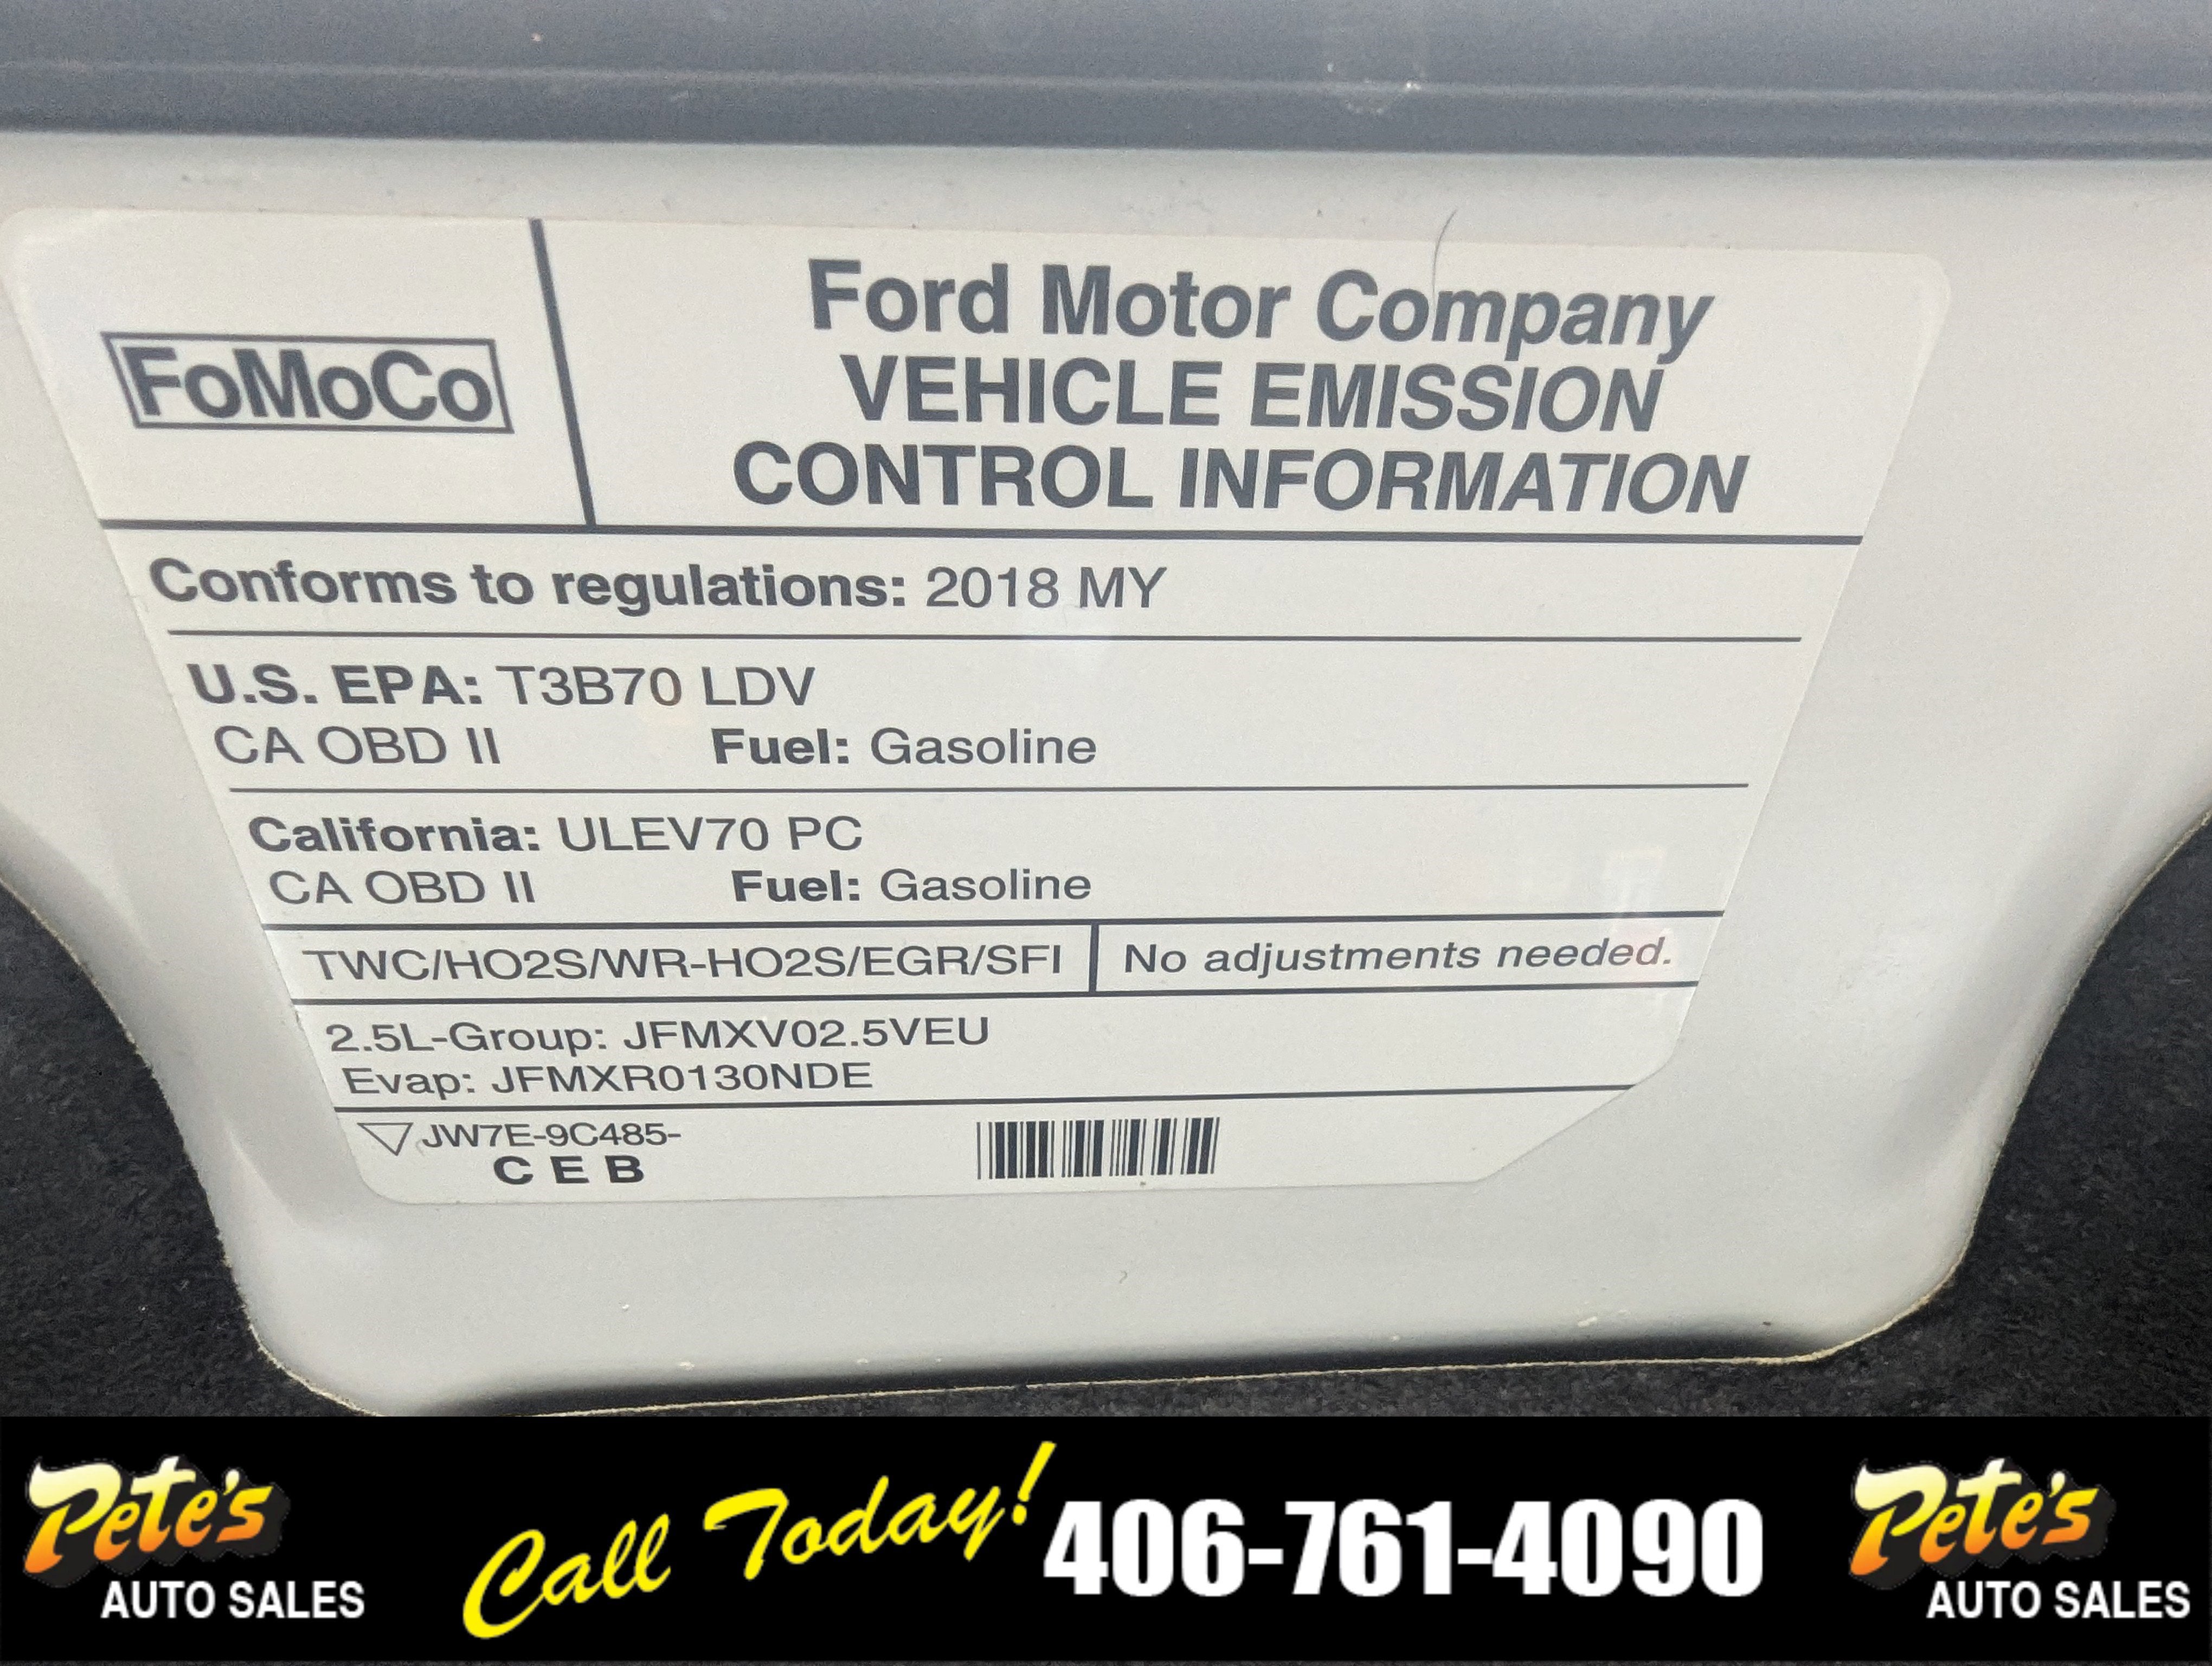 FoMoCo
Ford Motor Company
VEHICLE EMISSION
CONTROL INFORMATION
Conforms to regulations: 2018 MY
U.S. EPA: T3B70 LDV
CA OBD II Fuel: Gasoline
California: ULEV70 PC
CA OBD II Fuel: Gasoline
TWC/HO2S/WR-HO2S/EGR/SFI No adjustments needed.
2.5L-Group: JFMXV02.5VEU
Evap: JFMXR0130NDE
JW7E-9C485-
C E B
Pete's
AUTO SALES
Call Today! 406-761-4090
Pete's
AUTO SALES